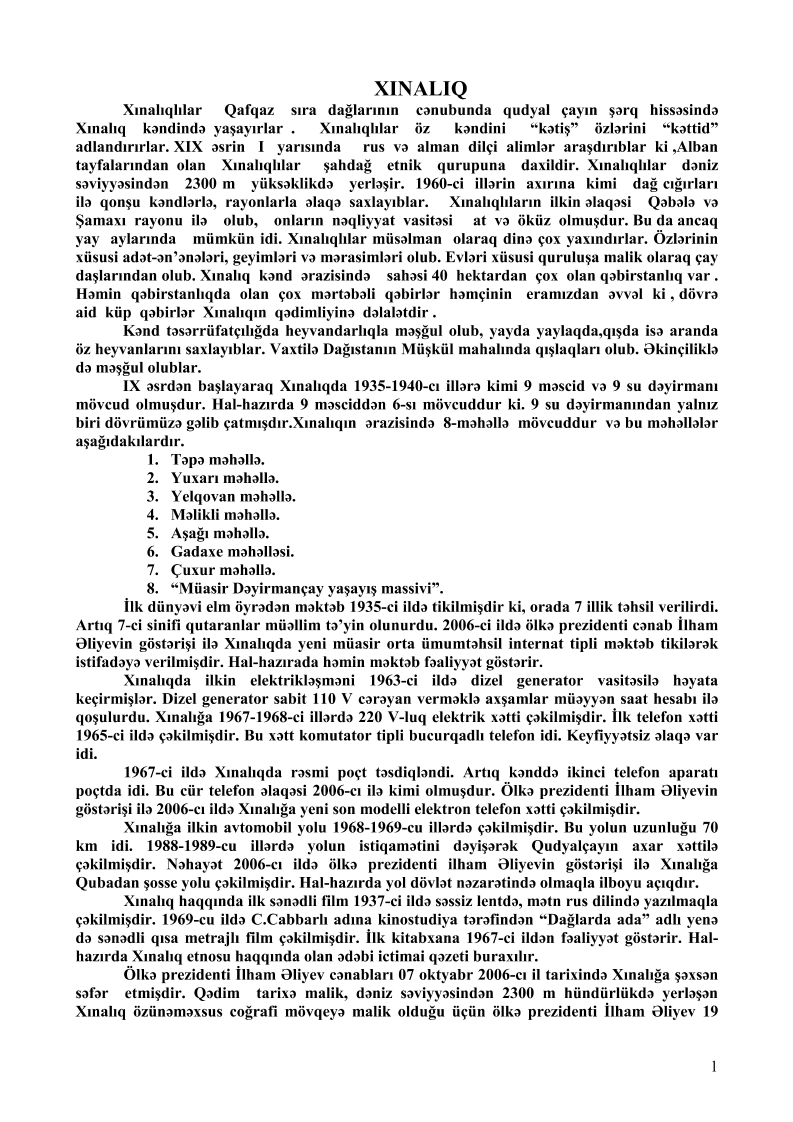 XINALIQ
Xınalıqlılar Qafqaz sıra dağlarının cənubunda qudyal çayın şərq hissəsində
Xınalıq kəndində yaşayırlar . Xınalıqlılar öz kəndini “kətiş” özlərini “kəttid”
adlandırırlar. XIX əsrin I yarısında rus və alman dilçi alimlər araşdırıblar ki ,Alban
tayfalarından olan Xınalıqlılar şahdağ etnik qurupuna daxildir. Xınalıqlılar dəniz
səviyyəsindən 2300 m yüksəklikdə yerləşir. 1960-ci illərin axırına kimi dağ cığırları
ilə qonşu kəndlərlə, rayonlarla əlaqə saxlayıblar. Xınalıqlıların ilkin əlaqəsi Qəbələ və
Şamaxı rayonu ilə olub, onların nəqliyyat vasitəsi at və öküz olmuşdur. Bu da ancaq
yay aylarında mümkün idi. Xınalıqlılar müsəlman olaraq dinə çox yaxındırlar. Özlərinin
xüsusi adət-ən’ənələri, geyimləri və mərasimləri olub. Evləri xüsusi quruluşa malik olaraq çay
daşlarından olub. Xınalıq kənd ərazisində sahəsi 40 hektardan çox olan qəbirstanlıq var .
Həmin qəbirstanlıqda olan çox mərtəbəli qəbirlər həmçinin eramızdan əvvəl ki , dövrə
aid küp qəbirlər Xınalıqın qədimliyinə dəlalətdir .
Kənd təsərrüfatçılığda heyvandarlıqla məşğul olub, yayda yaylaqda,qışda isə aranda
öz heyvanlarını saxlayıblar. Vaxtilə Dağıstanın Müşkül mahalında qışlaqları olub. Əkinçiliklə
də məşğul olublar.
IX əsrdən başlayaraq Xınalıqda 1935-1940-cı illərə kimi 9 məscid və 9 su dəyirmanı
mövcud olmuşdur. Hal-hazırda 9 məsciddən 6-sı mövcuddur ki. 9 su dəyirmanından yalnız
biri dövrümüzə gəlib çatmışdır.Xınalıqın ərazisində 8-məhəllə mövcuddur və bu məhəllələr
aşağıdakılardır.
1. Təpə məhəllə.
2. Yuxarı məhəllə.
3. Yelqovan məhəllə.
4. Məlikli məhəllə.
5. Aşağı məhəllə.
6. Gadaxe məhəlləsi.
7. Çuxur məhəllə.
8. “Müasir Dəyirmançay yaşayış massivi”.
İlk dünyəvi elm öyrədən məktəb 1935-ci ildə tikilmişdir ki, orada 7 illik təhsil verilirdi.
Artıq 7-ci sinifi qutaranlar müəllim tə’yin olunurdu. 2006-ci ildə ölkə prezidenti cənab İlham
Əliyevin göstərişi ilə Xınalıqda yeni müasir orta ümumtəhsil internat tipli məktəb tikilərək
istifadəyə verilmişdir. Hal-hazırada həmin məktəb fəaliyyət göstərir.
Xınalıqda ilkin elektrikləşməni 1963-ci ildə dizel generator vasitəsilə həyata
keçirmişlər. Dizel generator sabit 110 V cərəyan verməklə axşamlar müəyyən saat hesabı ilə
qoşulurdu. Xınalığa 1967-1968-ci illərdə 220 V-luq elektrik xətti çəkilmişdir. İlk telefon xətti
1965-ci ildə çəkilmişdir. Bu xətt komutator tipli bucurqadlı telefon idi. Keyfiyyətsiz əlaqə var
idi.
1967-ci ildə Xınalıqda rəsmi poçt təsdiqləndi. Artıq kənddə ikinci telefon aparatı
poçtda idi. Bu cür telefon əlaqəsi 2006-cı ilə kimi olmuşdur. Ölkə prezidenti İlham Əliyevin
göstərişi ilə 2006-cı ildə Xınalığa yeni son modelli elektron telefon xətti çəkilmişdir.
Xınalığa ilkin avtomobil yolu 1968-1969-cu illərdə çəkilmişdir. Bu yolun uzunluğu 70
km idi. 1988-1989-cu illərdə yolun istiqamətini dəyişərək Qudyalçayın axar xəttilə
çəkilmişdir. Nəhayət 2006-cı ildə ölkə prezidenti ilham Əliyevin göstərişi ilə Xınalığa
Qubadan şosse yolu çəkilmişdir. Hal-hazırda yol dövlət nəzarətində olmaqla ilboyu açıqdır.
Xınalıq haqqında ilk sənədli film 1937-ci ildə səssiz lentdə, mətn rus dilində yazılmaqla
çəkilmişdir. 1969-cu ildə C.Cabbarlı adına kinostudiya tərəfindən “Dağlarda ada” adlı yenə
də sənədli qısa metrajlı film çəkilmişdir. İlk kitabxana 1967-ci ildən fəaliyyət göstərir. Hal-
hazırda Xınalıq etnosu haqqında olan ədəbi ictimai qəzeti buraxılır.
Ölkə prezidenti İlham Əliyev cənabları 07 oktyabr 2006-cı il tarixində Xınalığa şəxsən
səfər etmişdir. Qədim tarixə malik, dəniz səviyyəsindən 2300 m hündürlükdə yerləşən
Xınalıq özünəməxsus coğrafi mövqeyə malik olduğu üçün ölkə prezidenti İlham Əliyev 19
1